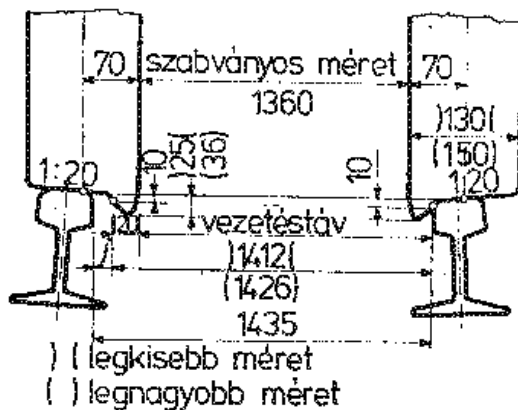 70 szabványos méret 70
1360
)130(
(150)
1:20 10 )25( (36) 10 1:20
20 vezetéstáv
)1412(
(1426)
1435
) ( legkisebb méret
( ) legnagyobb méret